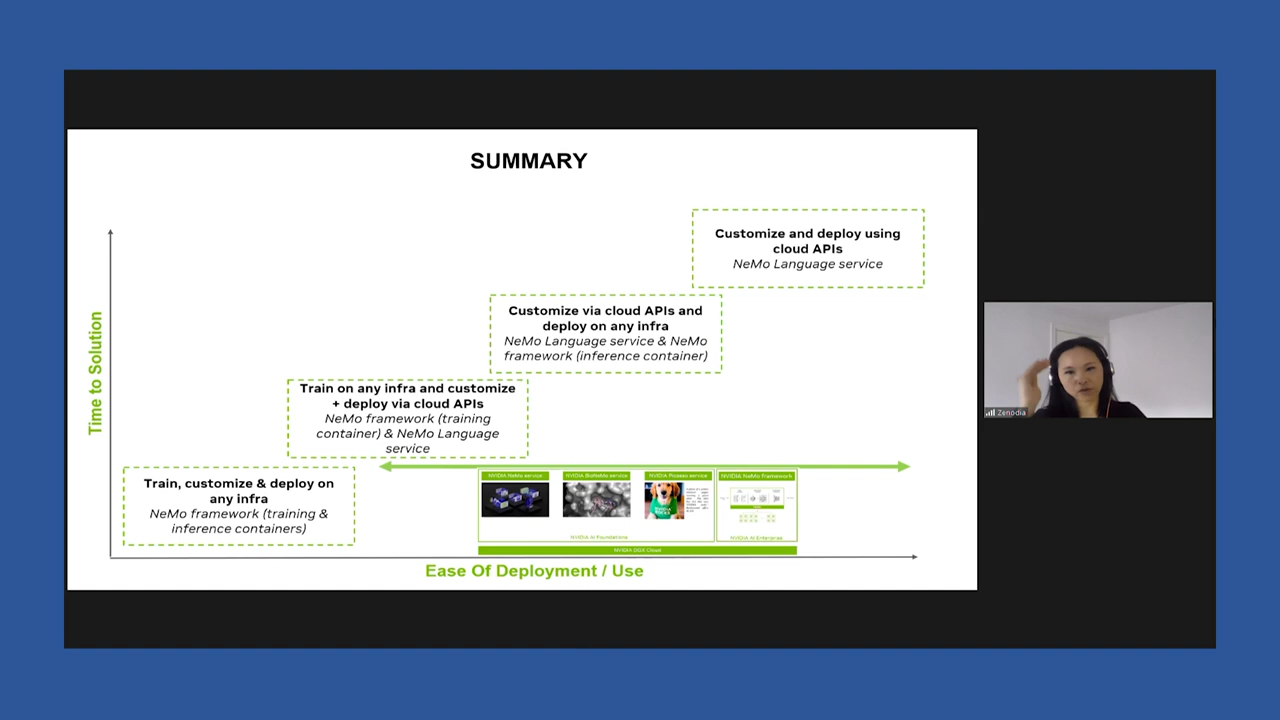 SUMMARY
Customize and deploy using
cloud APIs
NeMo Language service
Customize via cloud APIs and
deploy on any infra
NeMo Language service & NeMo
framework (inference container)
Train on any infra and customize
+ deploy via cloud APIs
NeMo framework (training
container) & NeMo Language
service
Train, customize & deploy on
any infra
NeMo framework (training &
inference containers)
Time to Solution
NVIDIA NeMo service
NVIDIA BioNeMo service
NVIDIA Picasso service
NVIDIA NeMo Framework
NVIDIA AI Foundations
NVIDIA AI Enterprise
NVIDIA DGX Cloud
Ease Of Deployment / Use
Zenodia